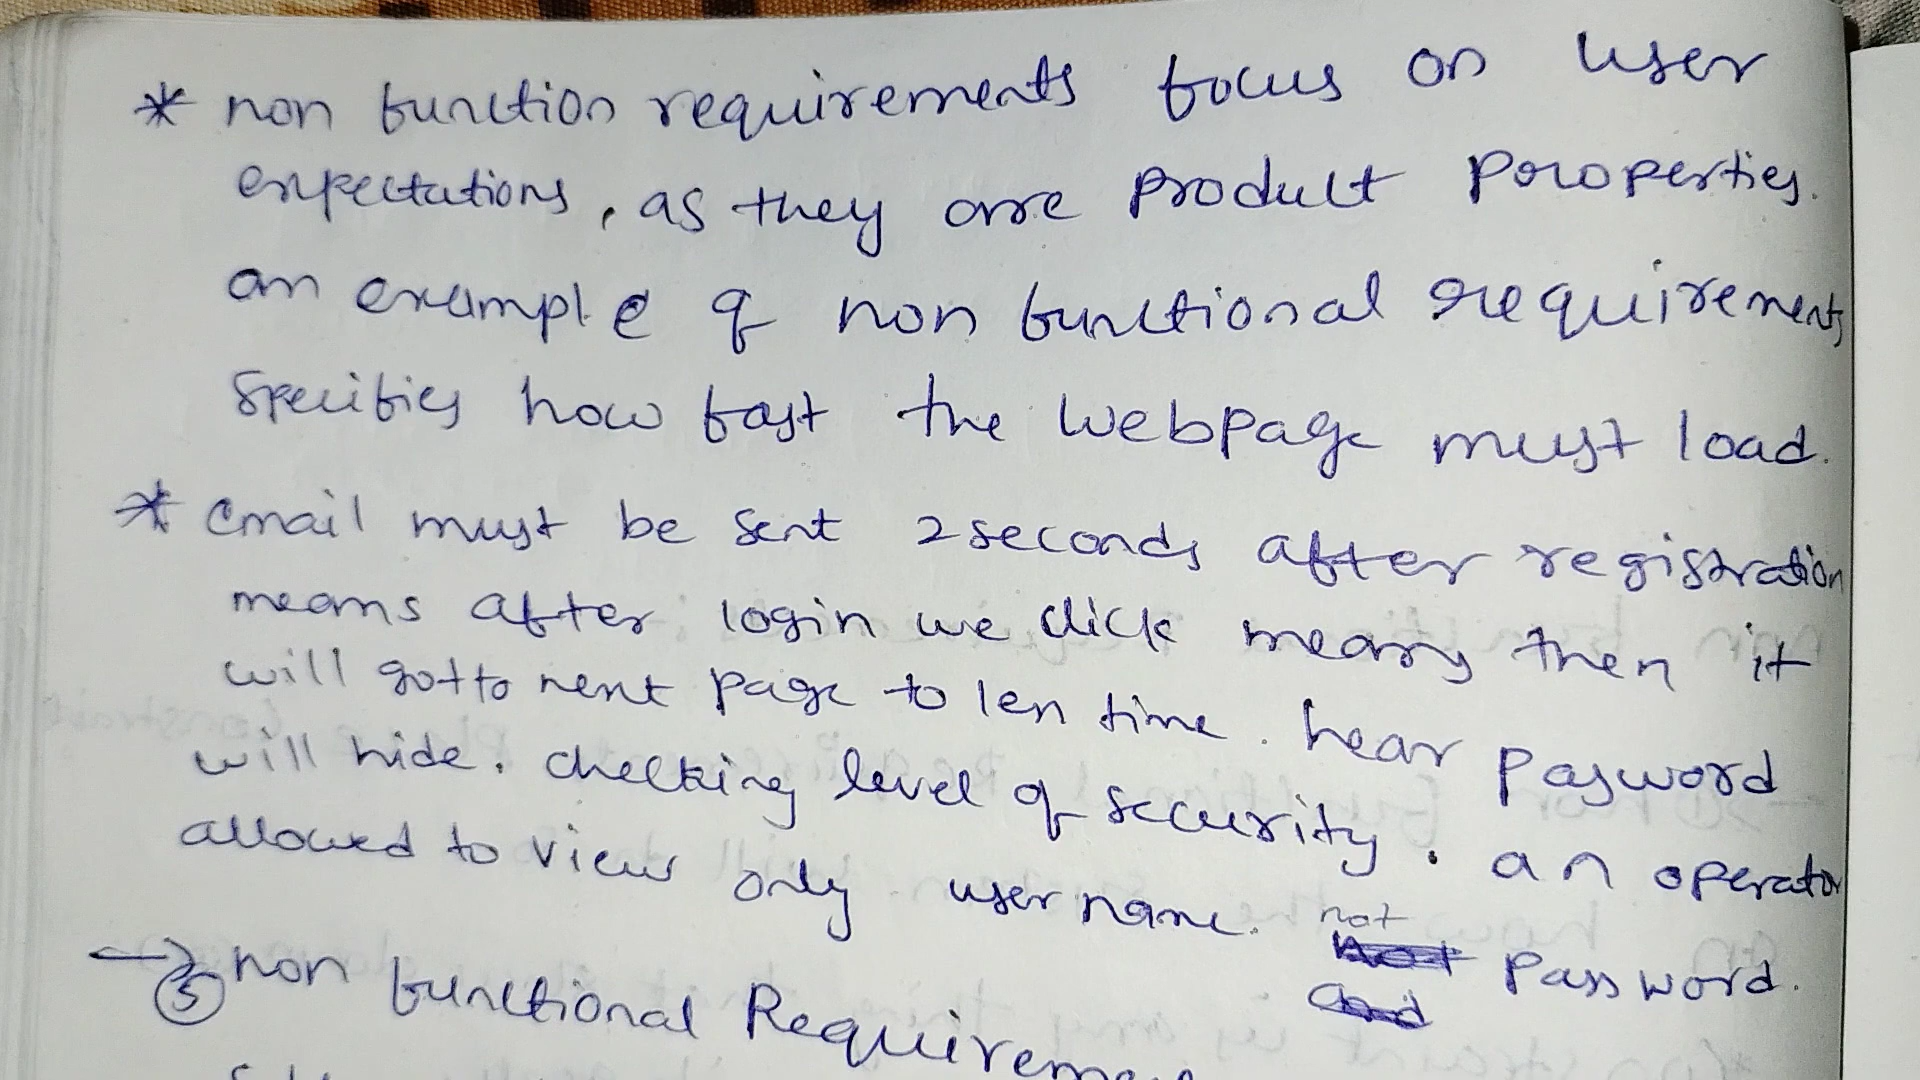 * non function requirements focus on user
expectations, as they are product properties.
an example of non functional requirements
specifies how fast the webpage must load.
* email must be sent 2 seconds after registration
means after login we click means then it
will got to next page to len time. hear password
will hide. checking level of security. an operator
allowed to view only user name. not password.
→ ⑤ non functional Requirem